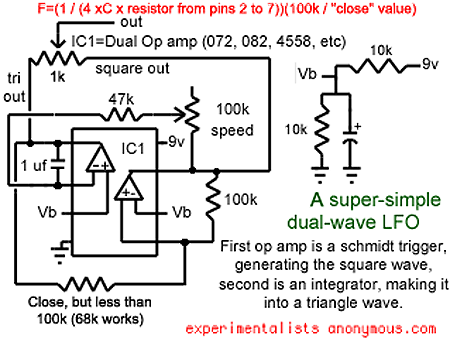 F=(1 / (4 xC x resistor from pins 2 to 7))(100k / "close" value)
out
IC1=Dual Op amp (072, 082, 4558, etc)
1k
square out
tri
out
10k
Vb
9v
47k
100k
speed
IC1
9v
10k
+
1 uf
-+
+-
100k
Vb
Vb
A super-simple
dual-wave LFO
First op amp is a schmidt trigger,
generating the square wave,
second is an integrator, making it
into a triangle wave.
Close, but less than
100k (68k works)
experimentalists anonymous.com